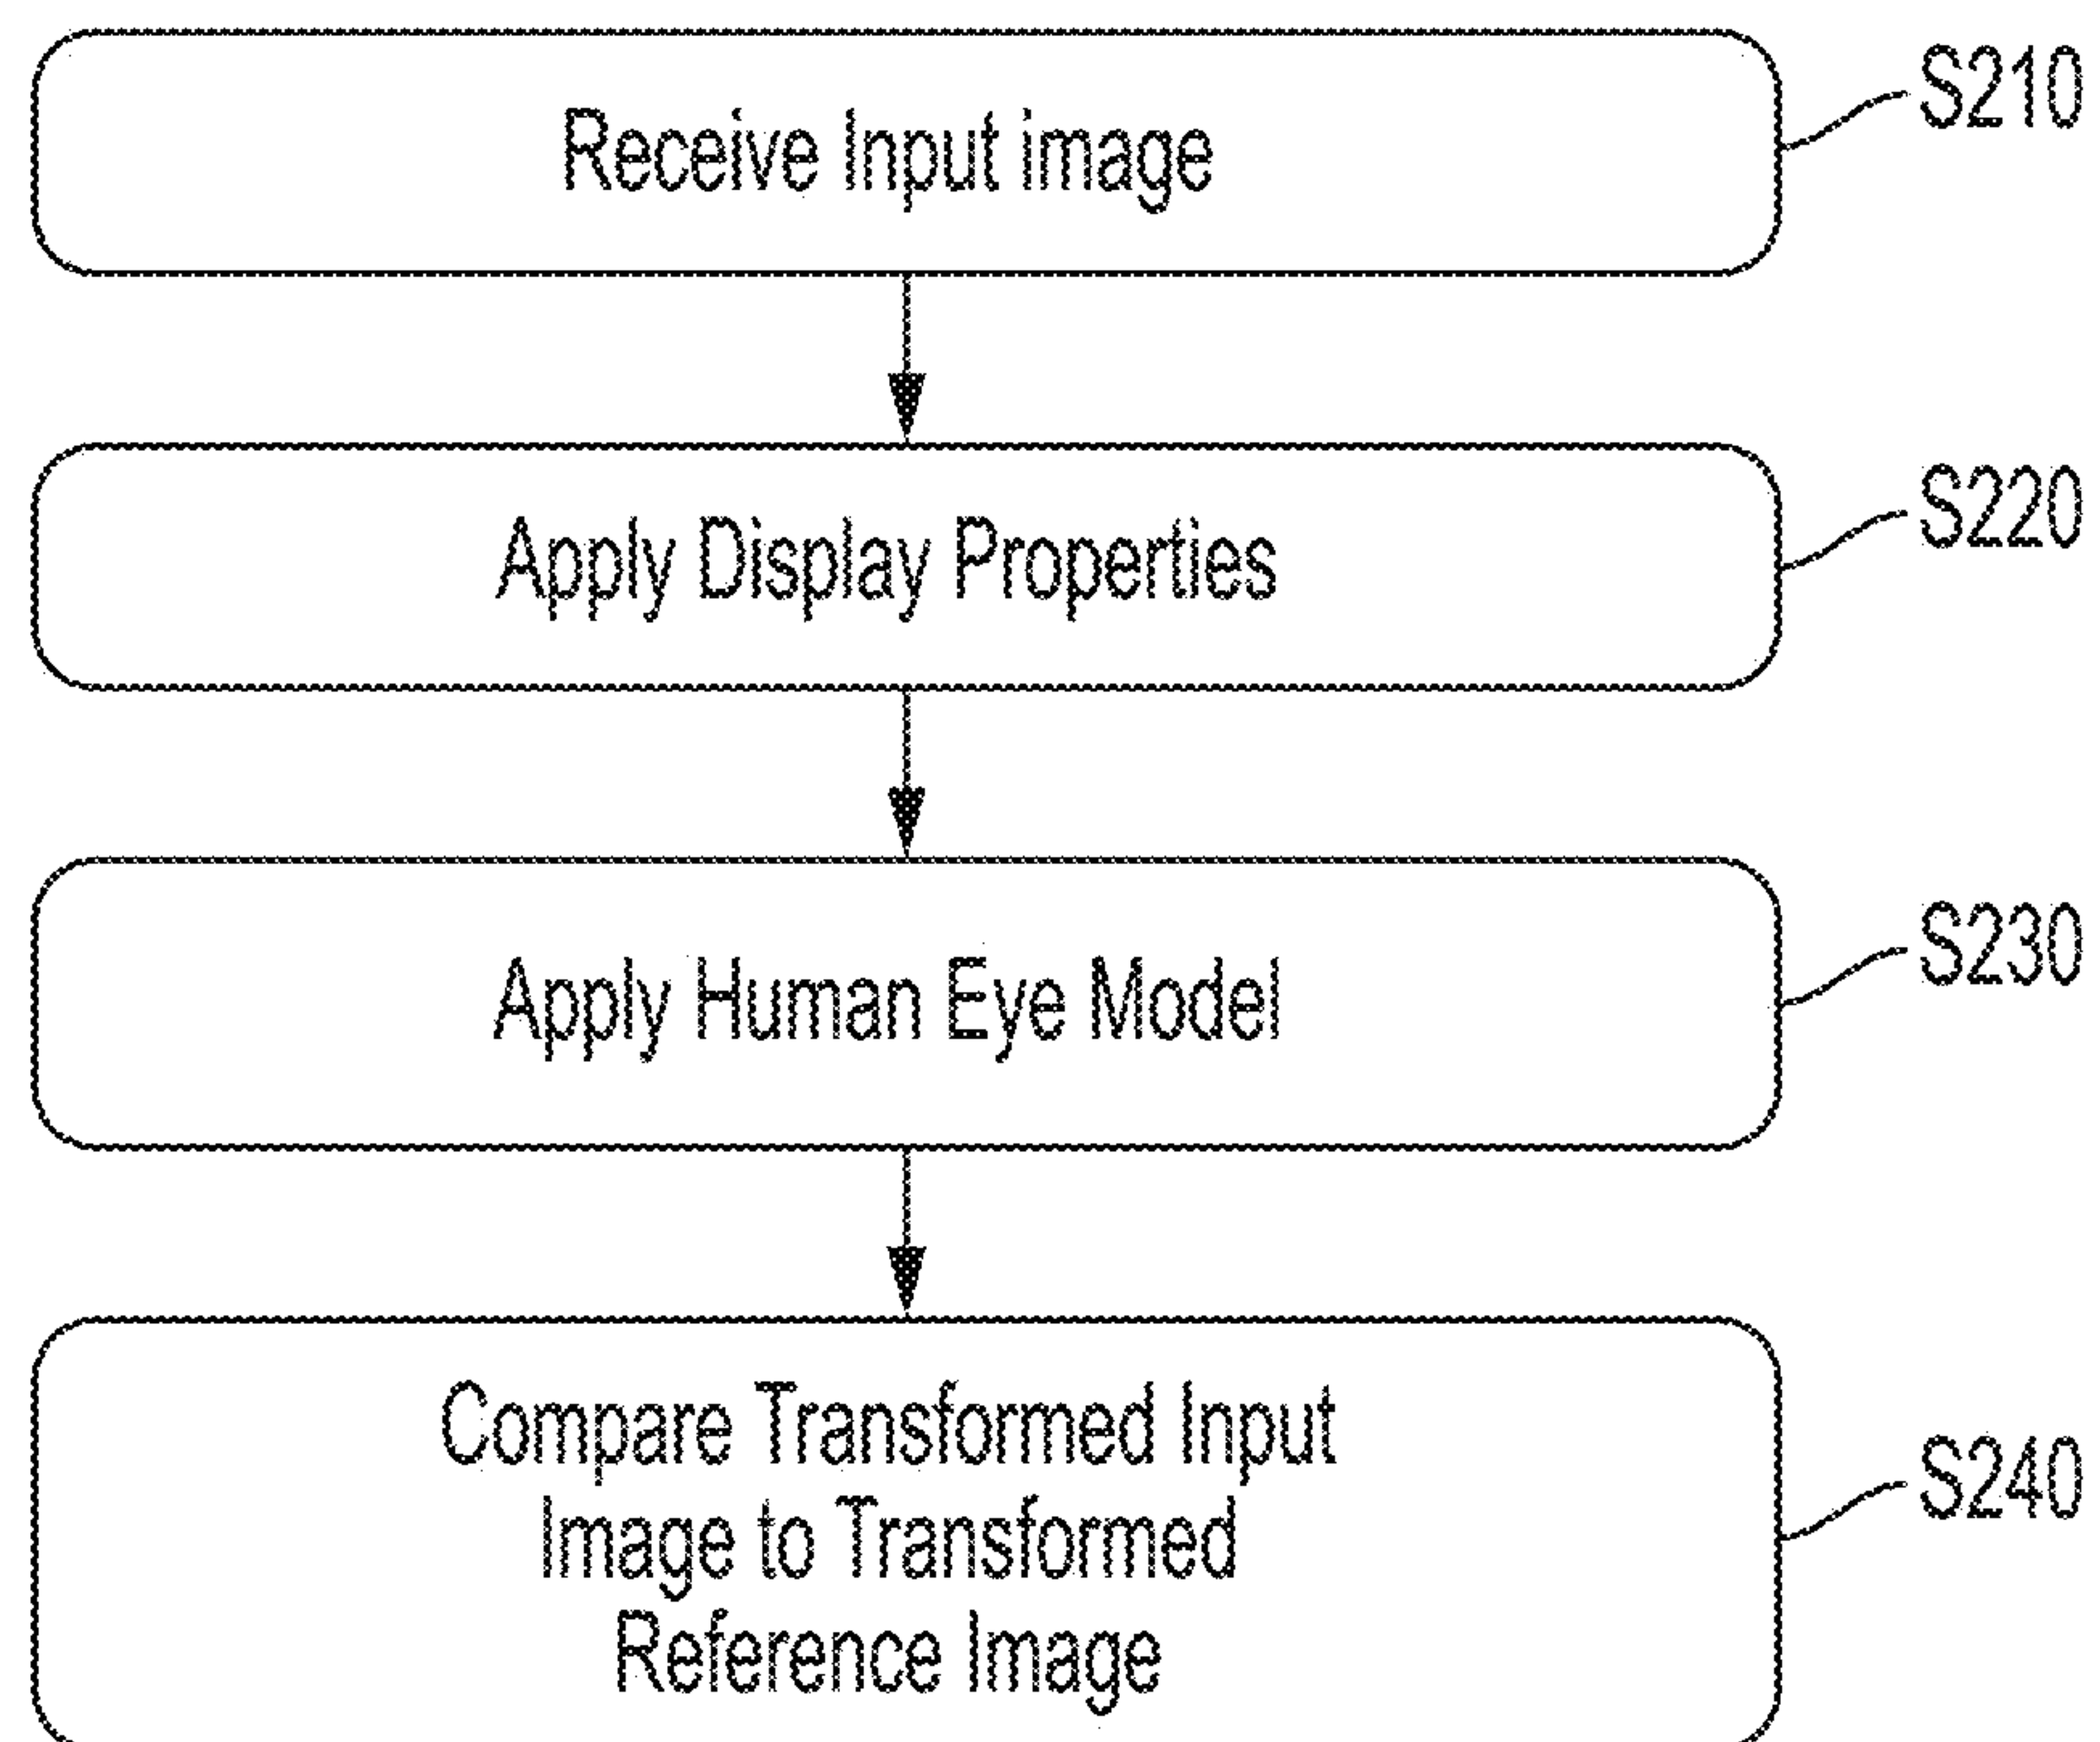 Receive Input image
S210
Apply Display Properties
S220
Apply Human Eye Model
S230
Compare Transformed Input
Image to Transformed
Reference Image
S240